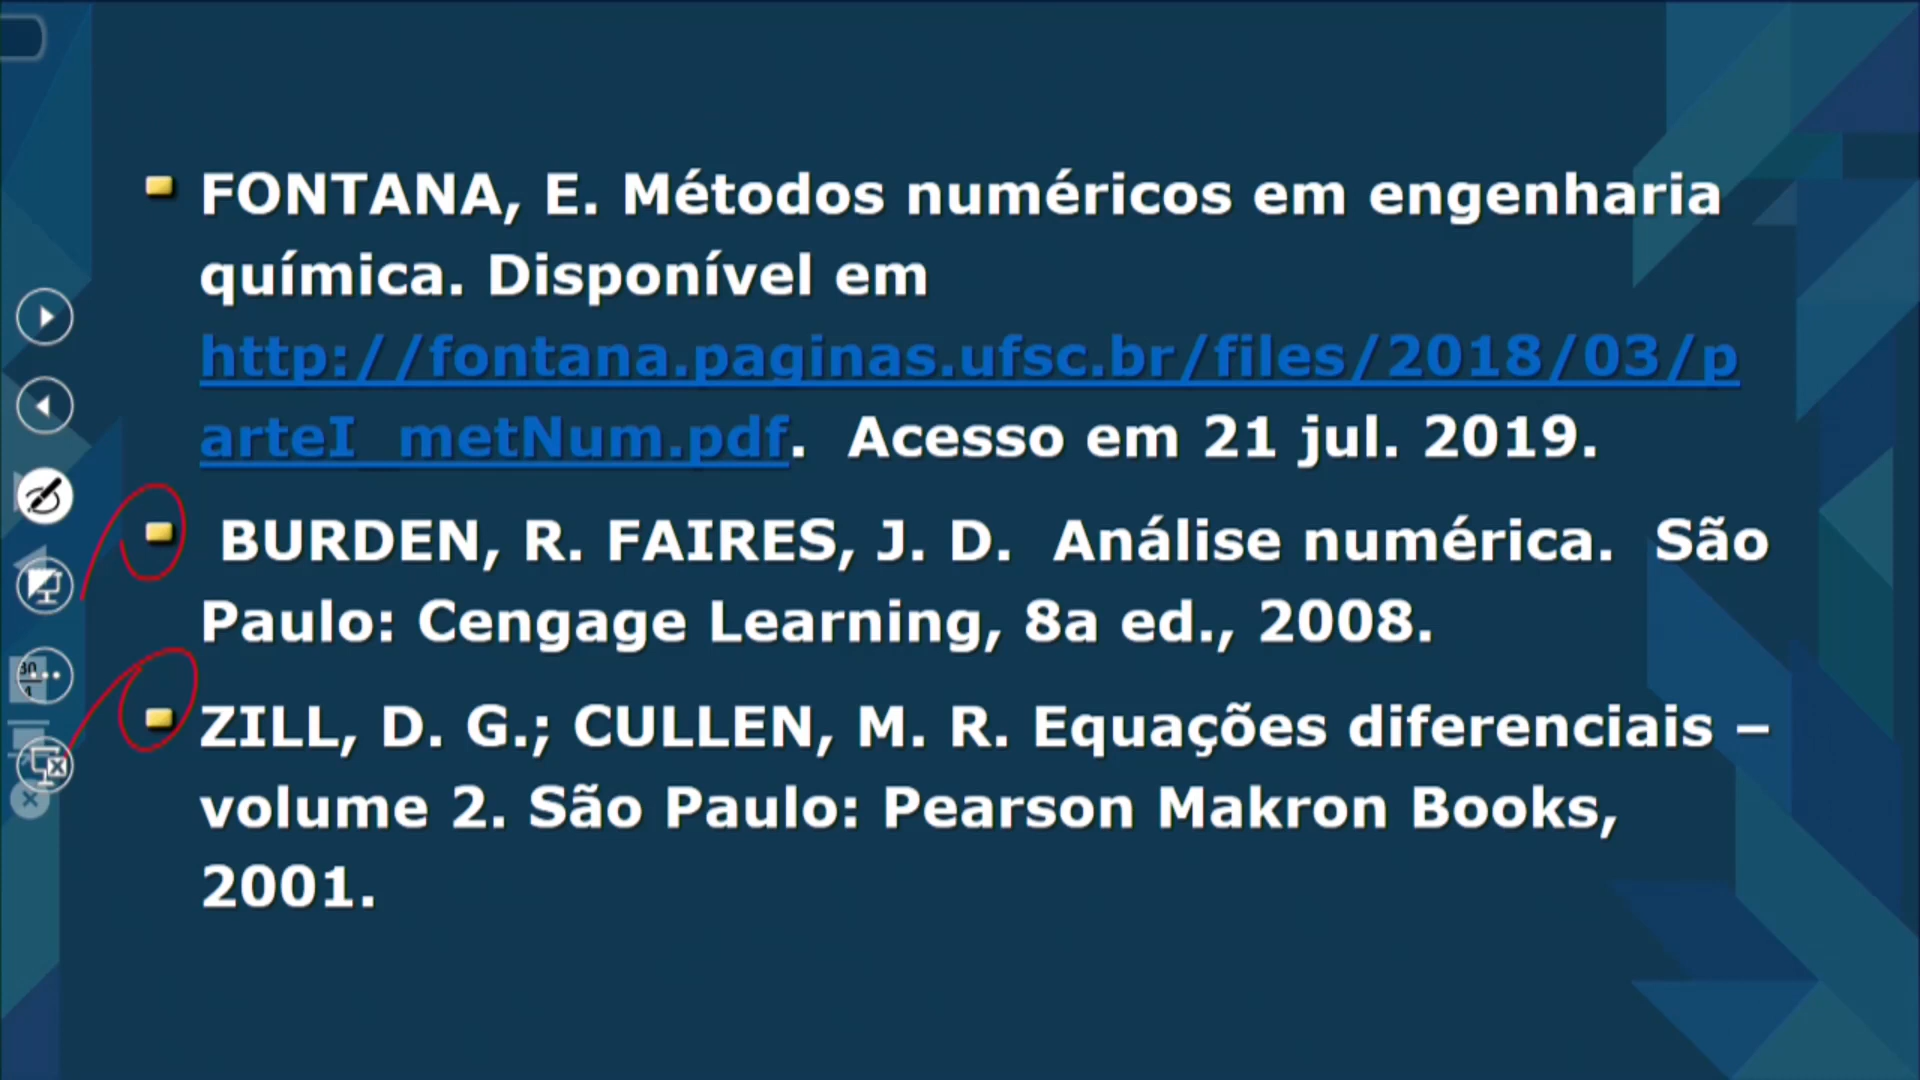 FONTANA, E. Métodos numéricos em engenharia
química. Disponível em
http://fontana.paginas.ufsc.br/files/2018/03/p
arteI_metNum.pdf. Acesso em 21 jul. 2019.
BURDEN, R. FAIRES, J. D. Análise numérica. São
Paulo: Cengage Learning, 8a ed., 2008.
ZILL, D. G.; CULLEN, M. R. Equações diferenciais –
volume 2. São Paulo: Pearson Makron Books,
2001.